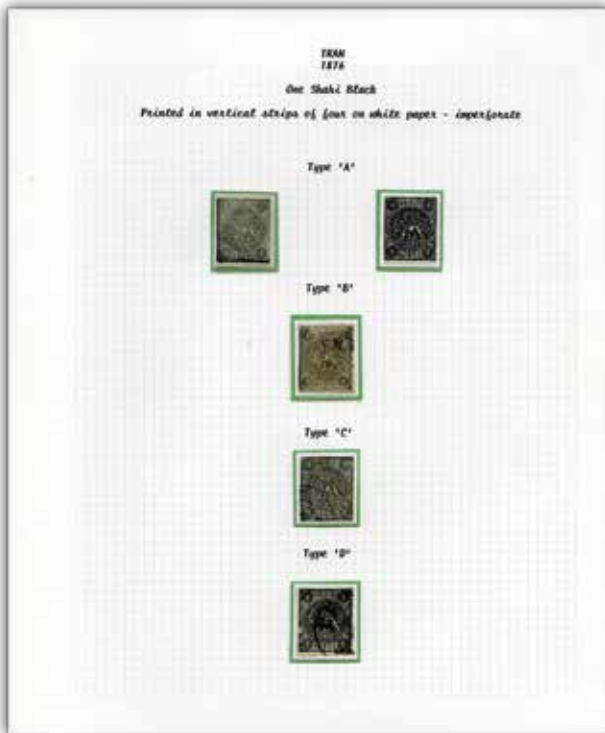 IRAN
1876
One Shahi Black
Printed in vertical strips of four on white paper - imperforate
Type "A"
Type "B"
Type "C"
Type "D"